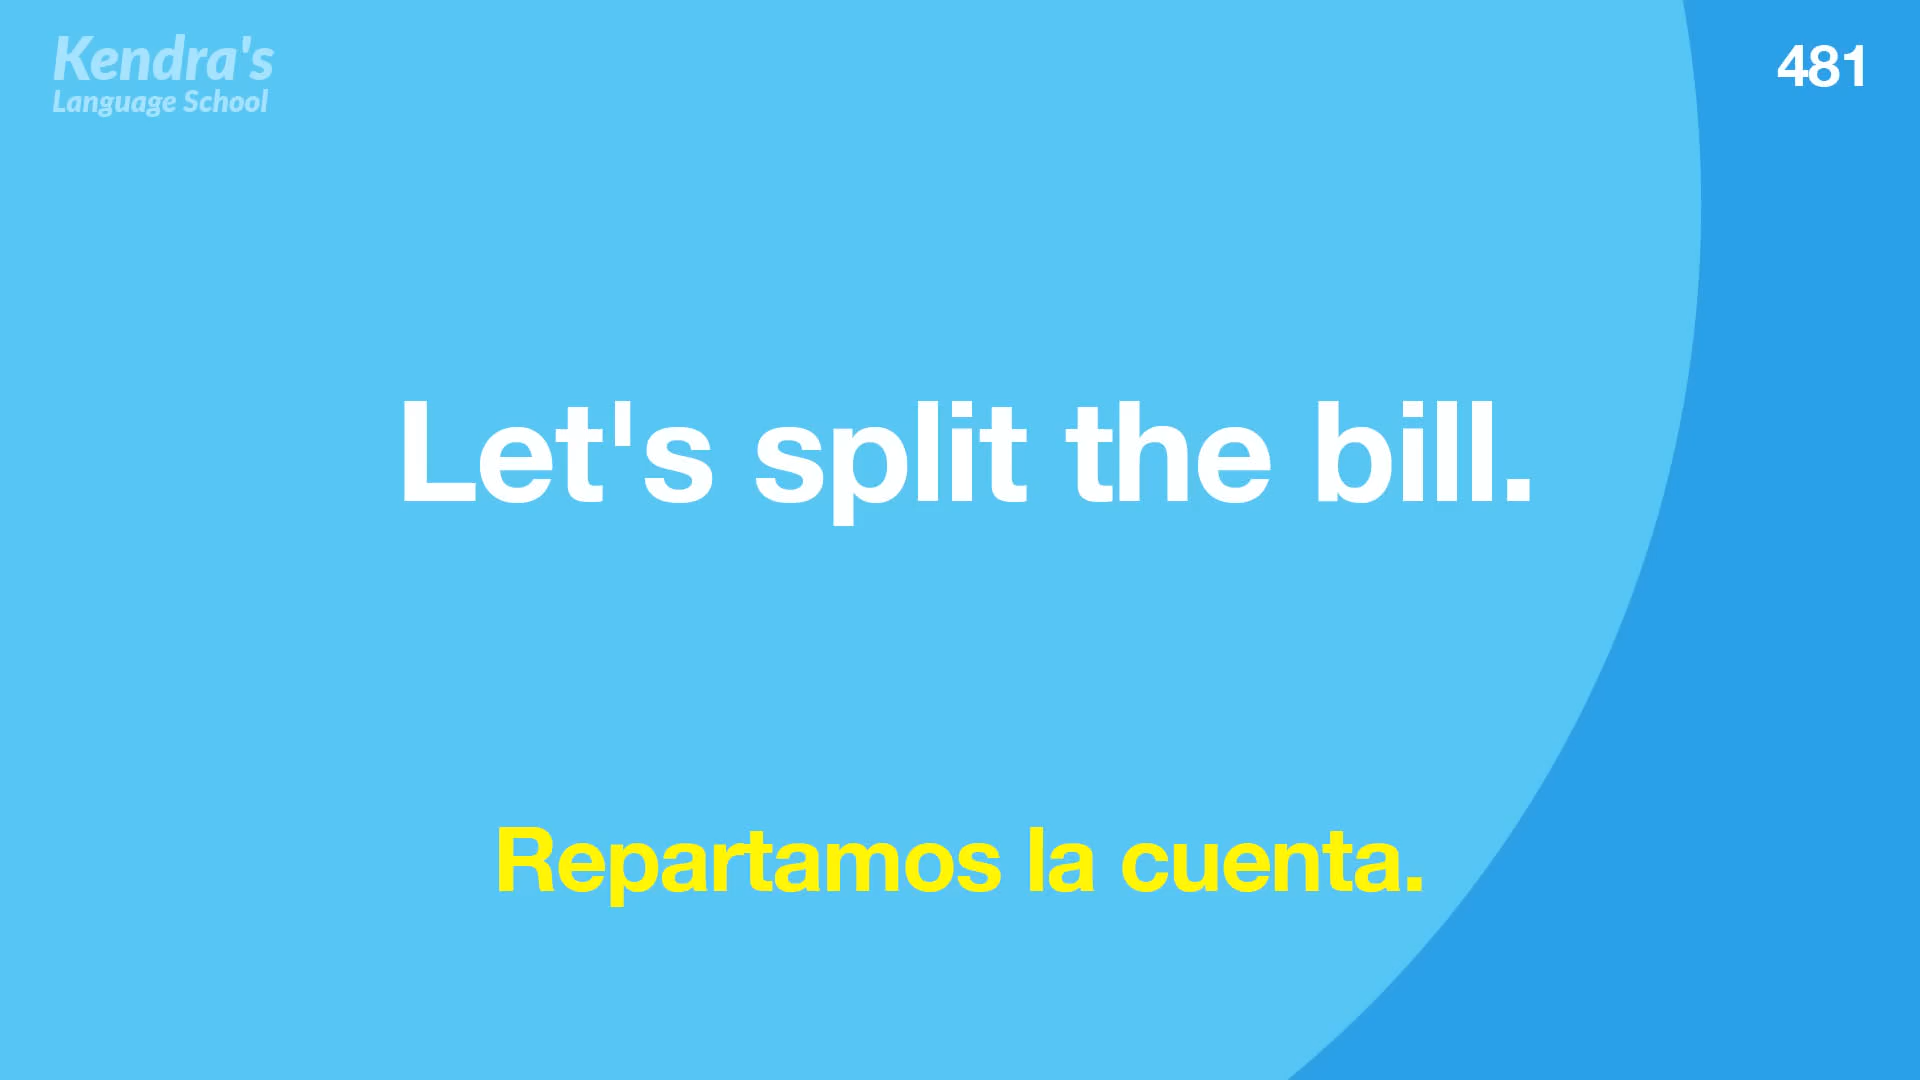 Kendra's
Language School
481
Let's split the bill.
Repartamos la cuenta.